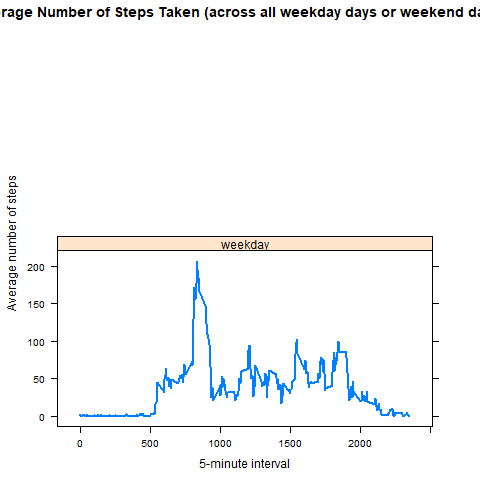 rage Number of Steps Taken (across all weekday days or weekend da
Average number of steps
weekday
200
150
100
50
0
0 500 1000 1500 2000
5-minute interval